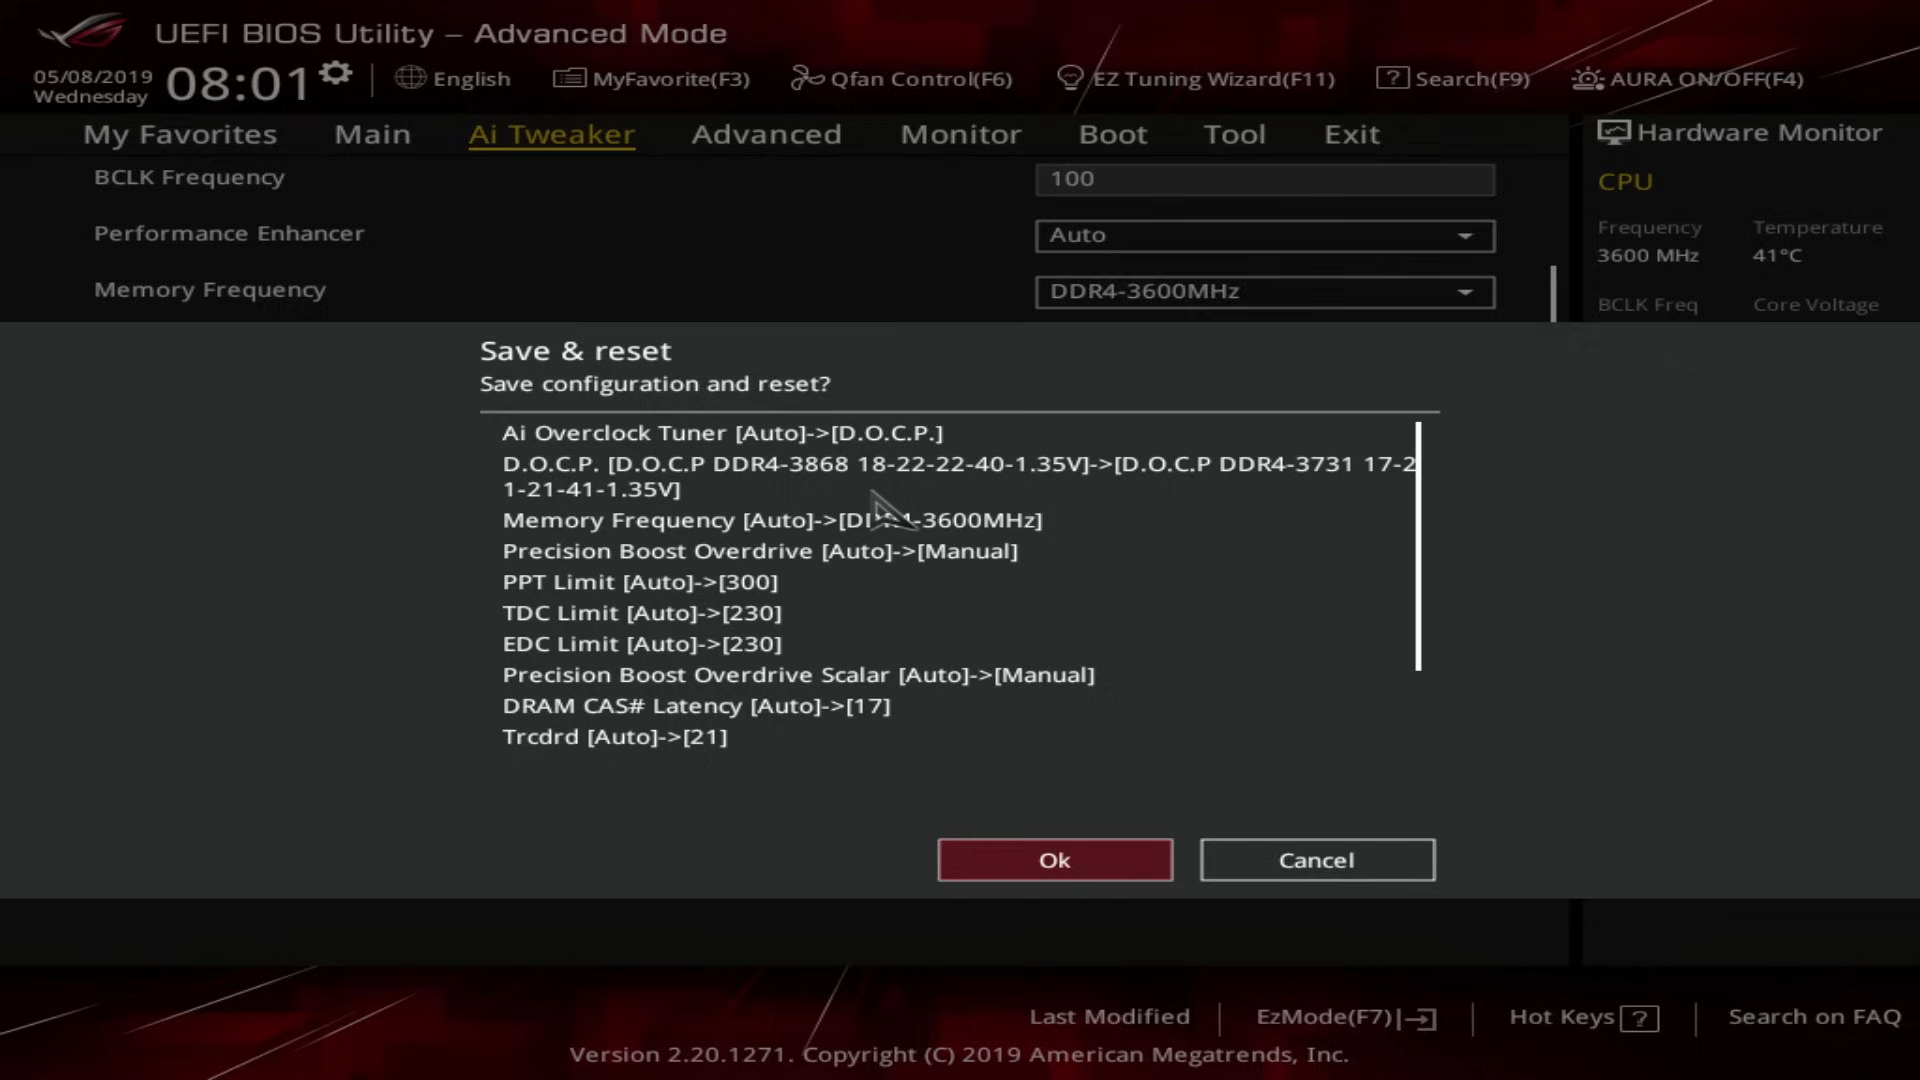 UEFI BIOS Utility – Advanced Mode
05/08/2019
Wednesday
08:01
English
MyFavorite(F3)
Qfan Control(F6)
EZ Tuning Wizard(F11)
Search(F9)
AURA ON/OFF(F4)
My Favorites
Main
Ai Tweaker
Advanced
Monitor
Boot
Tool
Exit
Hardware Monitor
BCLK Frequency
100
Performance Enhancer
Auto
Memory Frequency
DDR4-3600MHz
CPU
Frequency
Temperature
3600 MHz
41°C
BCLK Freq
Core Voltage
Save & reset
Save configuration and reset?
Ai Overclock Tuner [Auto]->[D.O.C.P.]
D.O.C.P. [D.O.C.P DDR4-3868 18-22-22-40-1.35V]->[D.O.C.P DDR4-3731 17-2
1-21-41-1.35V]
Memory Frequency [Auto]->[DDR4-3600MHz]
Precision Boost Overdrive [Auto]->[Manual]
PPT Limit [Auto]->[300]
TDC Limit [Auto]->[230]
EDC Limit [Auto]->[230]
Precision Boost Overdrive Scalar [Auto]->[Manual]
DRAM CAS# Latency [Auto]->[17]
Trcdrd [Auto]->[21]
Ok
Cancel
Last Modified
EzMode(F7)
Hot Keys ?
Search on FAQ
Version 2.20.1271. Copyright (C) 2019 American Megatrends, Inc.